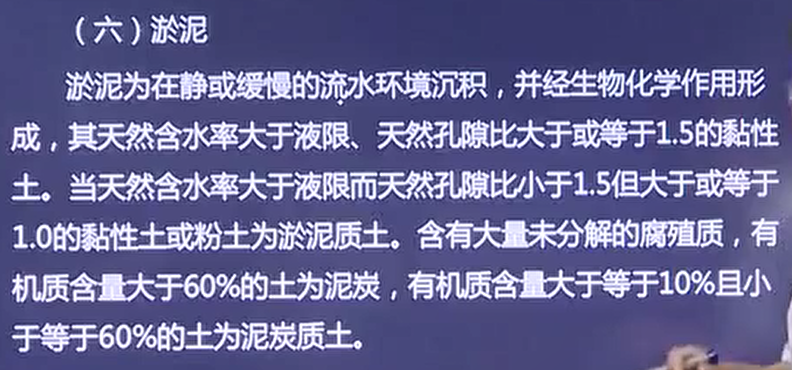 （六）淤泥
淤泥为在静或缓慢的流水环境沉积，并经生物化学作用形
成，其天然含水率大于液限、天然孔隙比大于或等于1.5的黏性
土。当天然含水率大于液限而天然孔隙比小于1.5但大于或等于
1.0的黏性土或粉土为淤泥质土。含有大量未分解的腐殖质，有
机质含量大于60%的土为泥炭，有机质含量大于等于10%且小
于等于60%的土为泥炭质土。